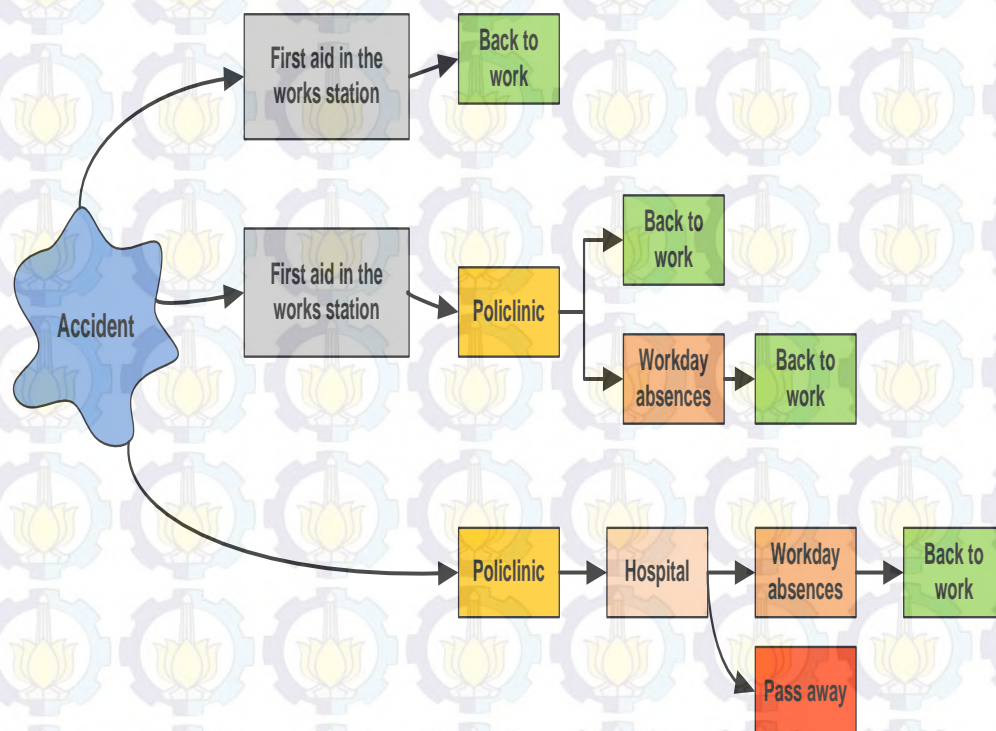 First aid in the
works station
Back to
work
Accident
First aid in the
works station
Policlinic
Back to
work
Workday
absences
Back to
work
Policlinic
Hospital
Workday
absences
Back to
work
Pass away